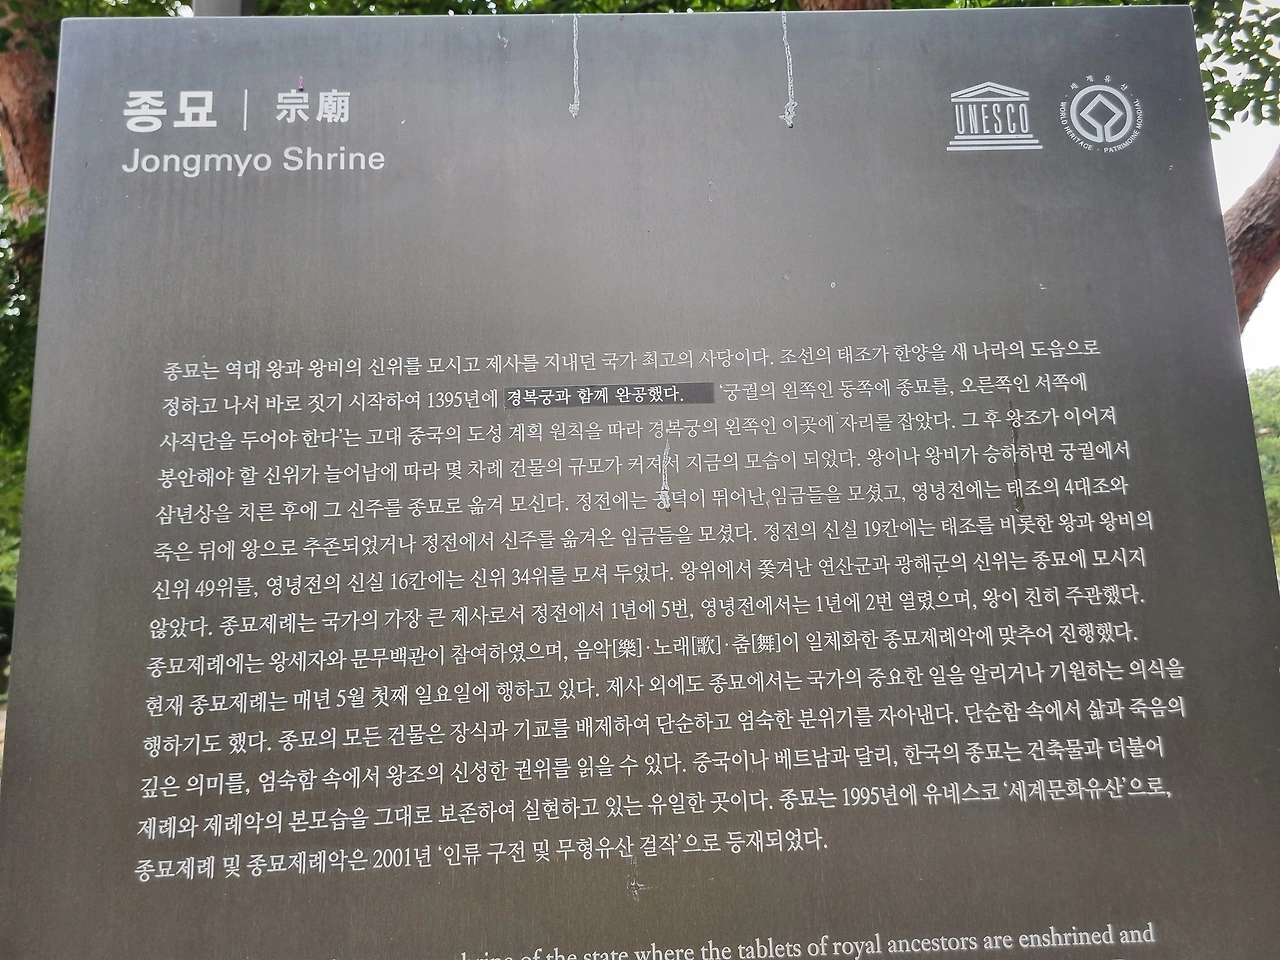 종묘 | 宗廟
Jongmyo Shrine
UNESCO
세계유산
WORLD HERITAGE · PATRIMOINE MONDIAL
종묘는 역대 왕과 왕비의 신위를 모시고 제사를 지내던 국가 최고의 사당이다. 조선의 태조가 한양을 새 나라의 도읍으로
정하고 나서 바로 짓기 시작하여 1395년에 경복궁과 함께 완공했다. ‘궁궐의 왼쪽인 동쪽에 종묘를, 오른쪽인 서쪽에
사직단을 두어야 한다’는 고대 중국의 도성 계획 원칙을 따라 경복궁의 왼쪽인 이곳에 자리를 잡았다. 그 후 왕조가 이어져
봉안해야 할 신위가 늘어남에 따라 몇 차례 건물의 규모가 커져서 지금의 모습이 되었다. 왕이나 왕비가 승하하면 궁궐에서
삼년상을 치른 후에 그 신주를 종묘로 옮겨 모신다. 정전에는 공덕이 뛰어난 임금들을 모셨고, 영녕전에는 태조의 4대조와
죽은 뒤에 왕으로 추존되었거나 정전에서 신주를 옮겨온 임금들을 모셨다. 정전의 신실 19칸에는 태조를 비롯한 왕과 왕비의
신위 49위를, 영녕전의 신실 16칸에는 신위 34위를 모셔 두었다. 왕위에서 쫓겨난 연산군과 광해군의 신위는 종묘에 모시지
않았다. 종묘제례는 국가의 가장 큰 제사로서 정전에서 1년에 5번, 영녕전에서는 1년에 2번 열렸으며, 왕이 친히 주관했다.
종묘제례에는 왕세자와 문무백관이 참여하였으며, 음악[樂]·노래[歌]·춤[舞]이 일체화한 종묘제례악에 맞추어 진행했다.
현재 종묘제례는 매년 5월 첫째 일요일에 행하고 있다. 제사 외에도 종묘에서는 국가의 중요한 일을 알리거나 기원하는 의식을
행하기도 했다. 종묘의 모든 건물은 장식과 기교를 배제하여 단순하고 엄숙한 분위기를 자아낸다. 단순함 속에서 삶과 죽음의
깊은 의미를, 엄숙함 속에서 왕조의 신성한 권위를 읽을 수 있다. 중국이나 베트남과 달리, 한국의 종묘는 건축물과 더불어
제례와 제례악의 본모습을 그대로 보존하여 실현하고 있는 유일한 곳이다. 종묘는 1995년에 유네스코 ‘세계문화유산’으로,
종묘제례 및 종묘제례악은 2001년 ‘인류 구전 및 무형유산 걸작’으로 등재되었다.
of the state where the tablets of royal ancestors are enshrined and